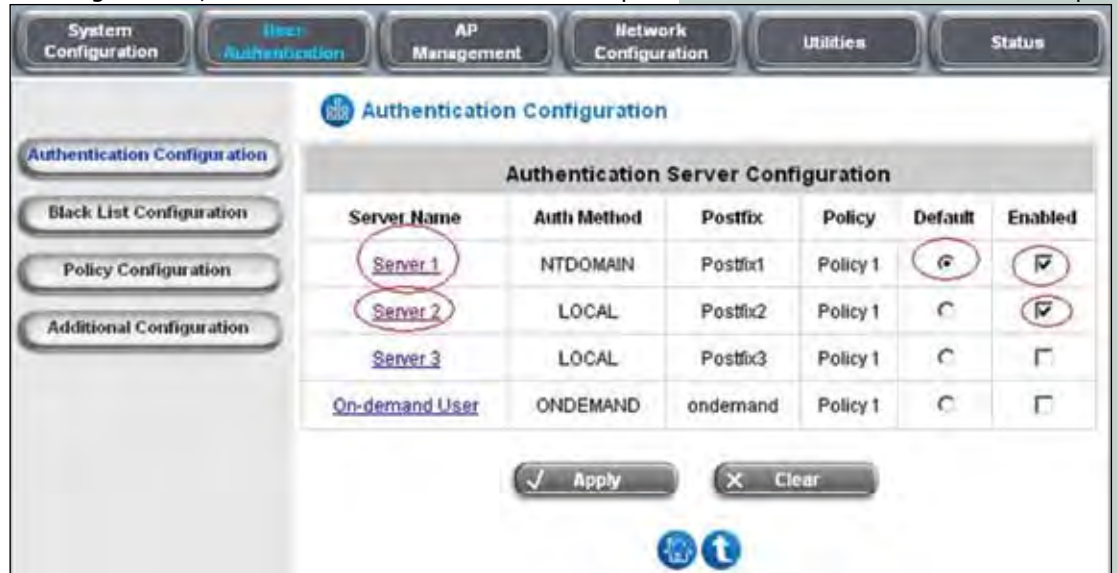 System Configuration
User Authentication
AP Management
Network Configuration
Utilities
Status
Authentication Configuration
Authentication Configuration
Black List Configuration
Policy Configuration
Additional Configuration
Authentication Server Configuration
Server Name Auth Method Postfix Policy Default Enabled
Server 1 NTDOMAIN Postfix1 Policy 1
Server 2 LOCAL Postfix2 Policy 1
Server 3 LOCAL Postfix3 Policy 1
On-demand User ONDEMAND ondemand Policy 1
Apply Clear